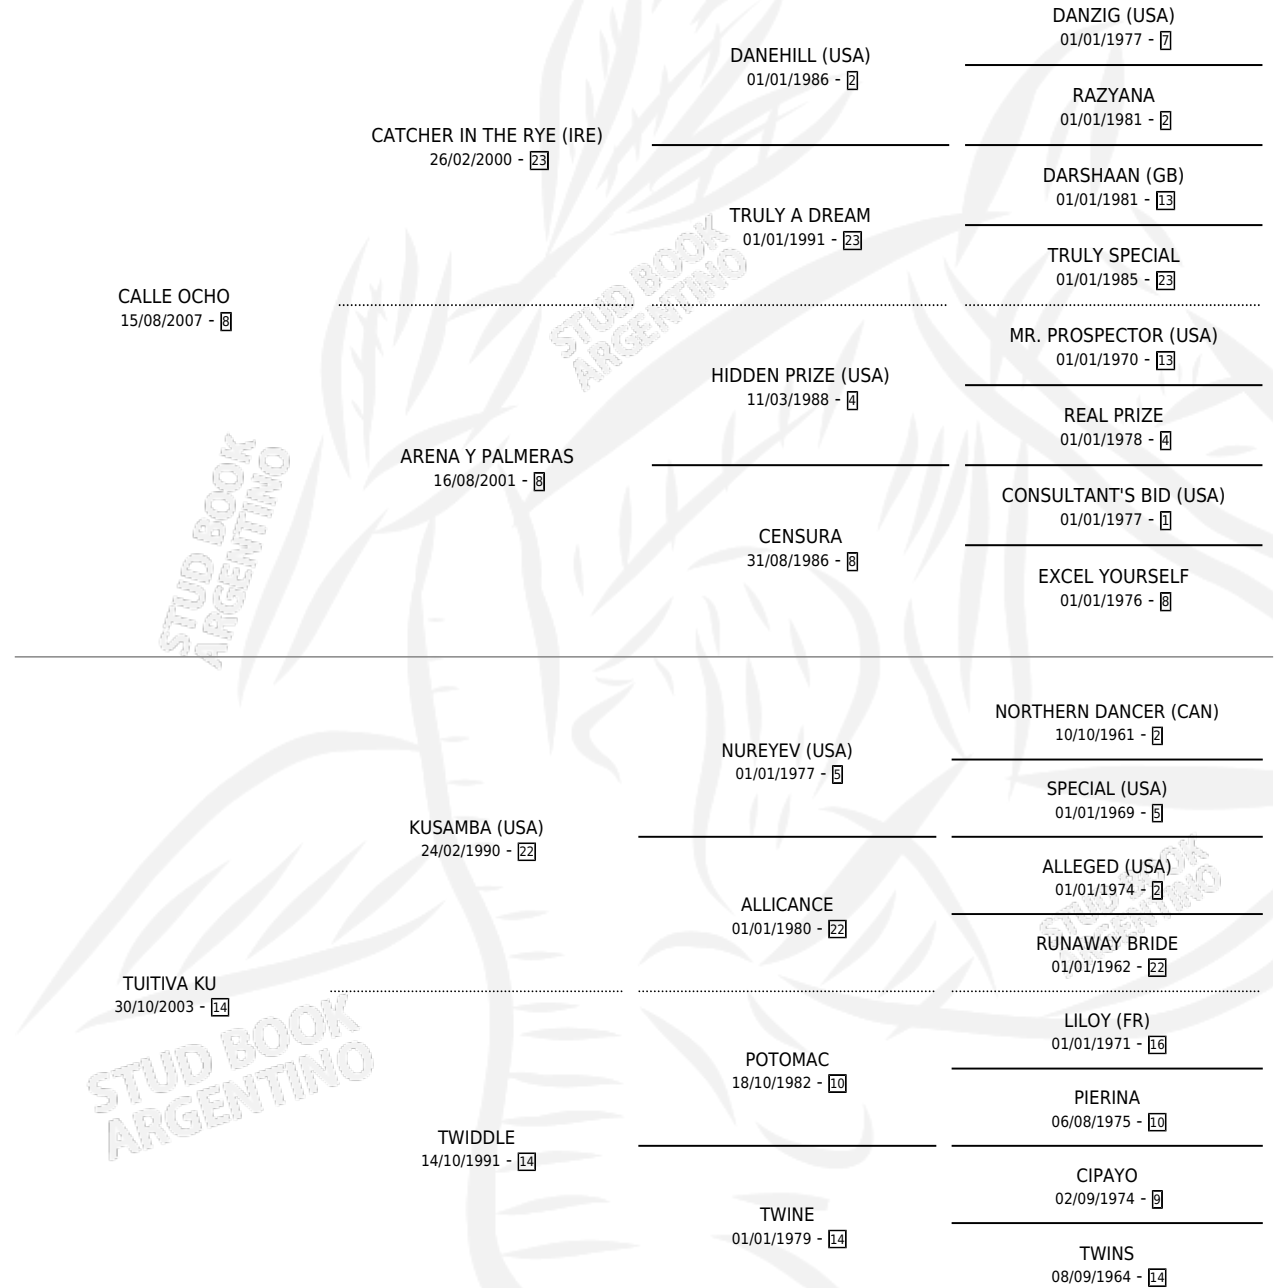 CALLE OCHO
15/08/2007 - 8
CATCHER IN THE RYE (IRE)
26/02/2000 - 23
DANEHILL (USA)
01/01/1986 - 2
DANZIG (USA)
01/01/1977 - 7
RAZYANA
01/01/1981 - 2
TRULY A DREAM
01/01/1991 - 23
DARSHAAN (GB)
01/01/1981 - 13
TRULY SPECIAL
01/01/1985 - 23
ARENA Y PALMERAS
16/08/2001 - 8
HIDDEN PRIZE (USA)
11/03/1988 - 4
MR. PROSPECTOR (USA)
01/01/1970 - 13
REAL PRIZE
01/01/1978 - 4
CENSURA
31/08/1986 - 8
CONSULTANT'S BID (USA)
01/01/1977 - 1
EXCEL YOURSELF
01/01/1976 - 8
TUITIVA KU
30/10/2003 - 14
KUSAMBA (USA)
24/02/1990 - 22
NUREYEV (USA)
01/01/1977 - 5
NORTHERN DANCER (CAN)
10/10/1961 - 2
SPECIAL (USA)
01/01/1969 - 5
ALLICANCE
01/01/1980 - 22
ALLEGED (USA)
01/01/1974 - 2
RUNAWAY BRIDE
01/01/1962 - 22
TWIDDLE
14/10/1991 - 14
POTOMAC
18/10/1982 - 10
LILOY (FR)
01/01/1971 - 16
PIERINA
06/08/1975 - 10
TWINE
01/01/1979 - 14
CIPAYO
02/09/1974 - 9
TWINS
08/09/1964 - 14
STUD BOOK
ARGENTINO
STUD BOOK
ARGENTINO
STUD BOOK
ARGENTINO
STUD BOOK
ARGENTINO